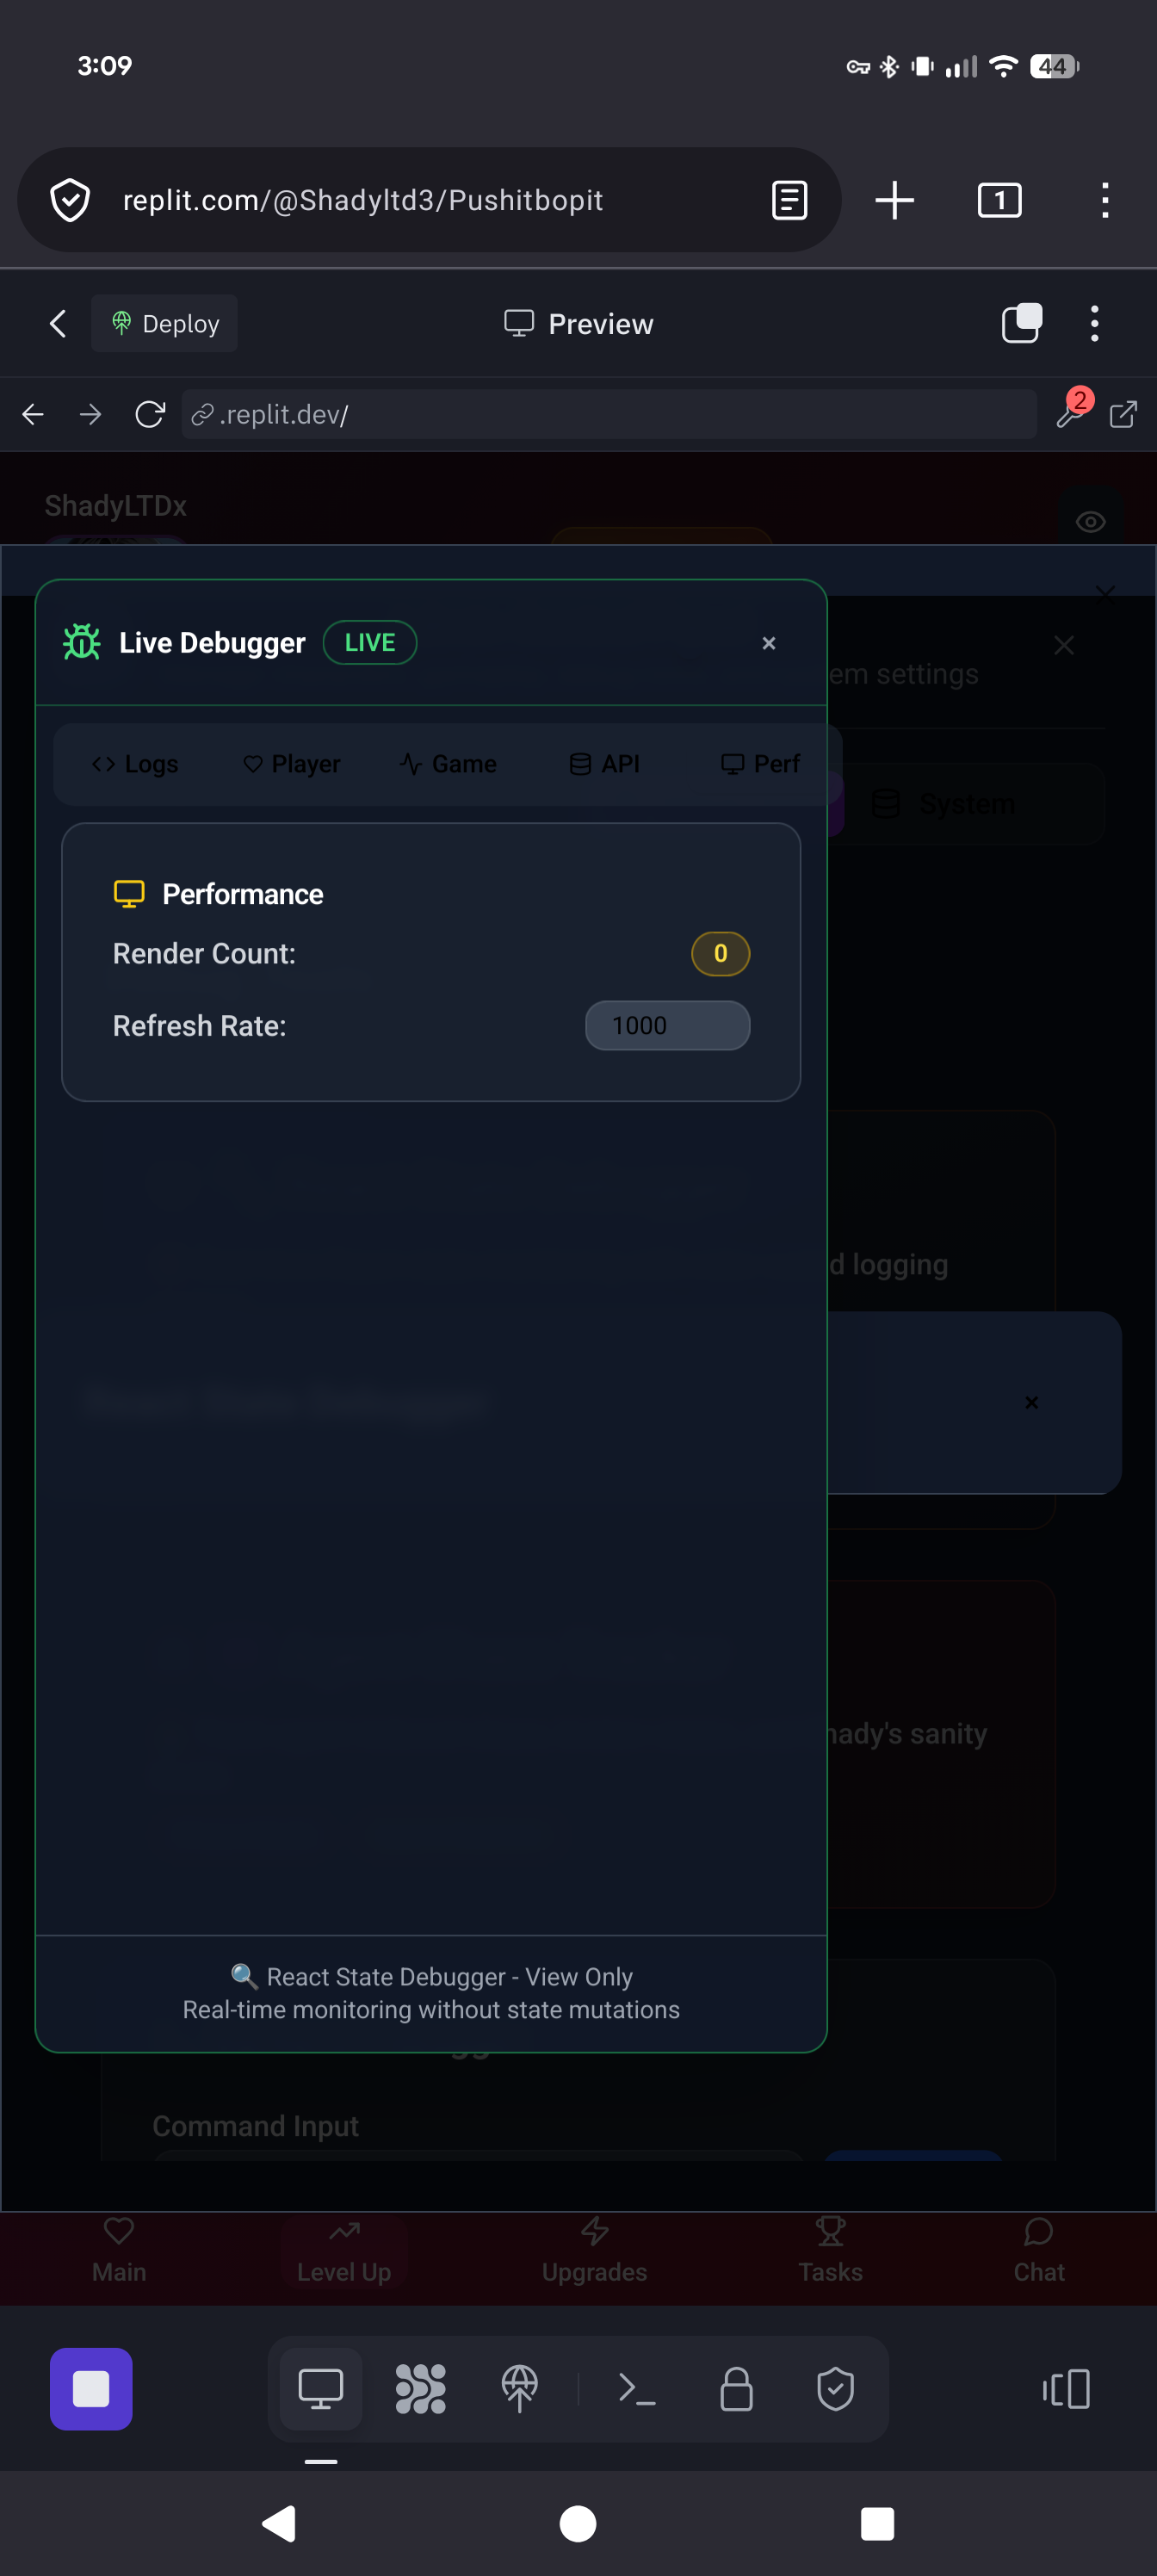 3:09
44
replit.com/@Shadyltd3/Pushitbopit
1
Deploy
Preview
.replit.dev/
2
ShadyLTDx
Live Debugger
LIVE
×
em settings
Logs
Player
Game
API
Perf
System
Performance
Render Count:
0
Refresh Rate:
1000
d logging
×
hady's sanity
🔍 React State Debugger - View Only
Real-time monitoring without state mutations
Command Input
Main
Level Up
Upgrades
Tasks
Chat